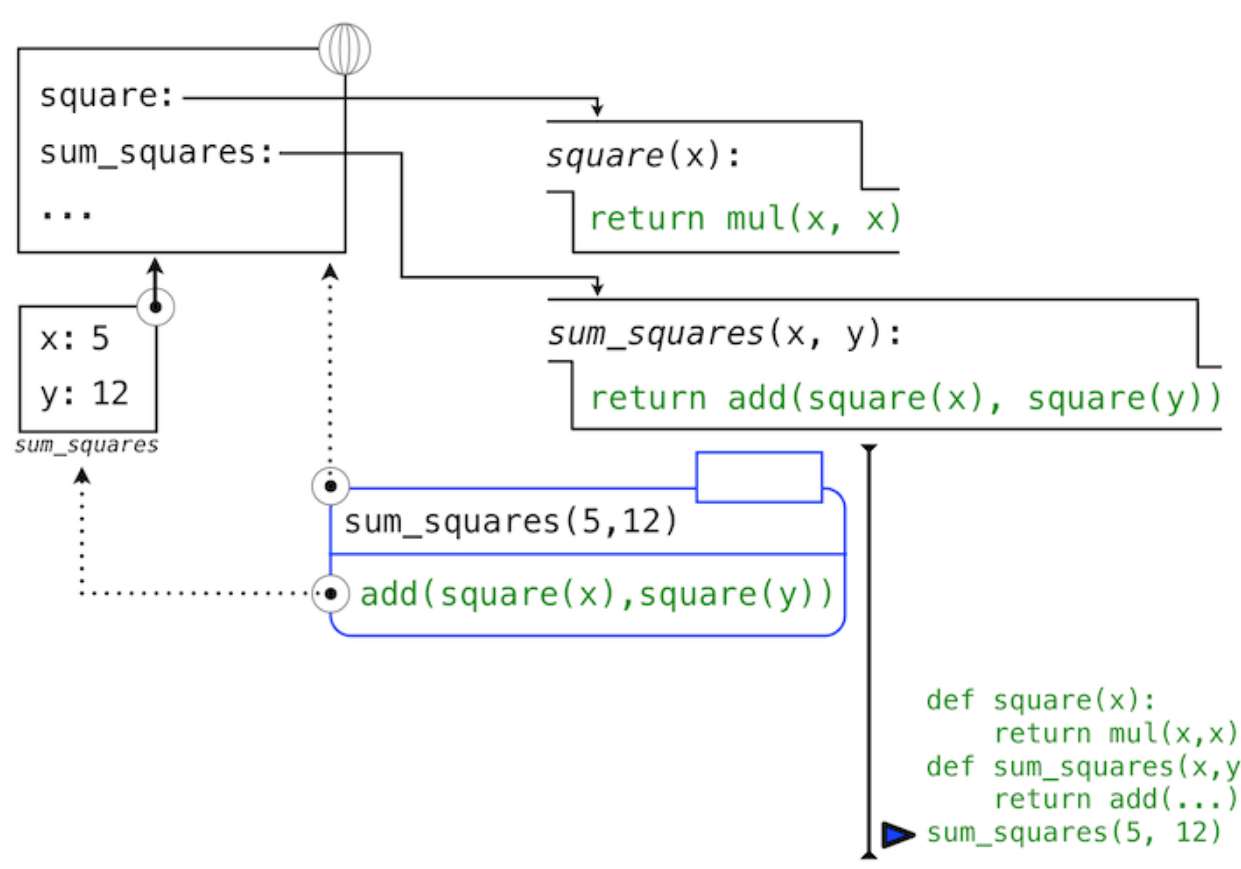 square:
sum_squares:
...
square(x):
return mul(x, x)
sum_squares(x, y):
return add(square(x), square(y))
x: 5
y: 12
sum_squares
sum_squares(5,12)
add(square(x),square(y))
def square(x):
return mul(x,x)
def sum_squares(x,y
return add(...)
sum_squares(5, 12)